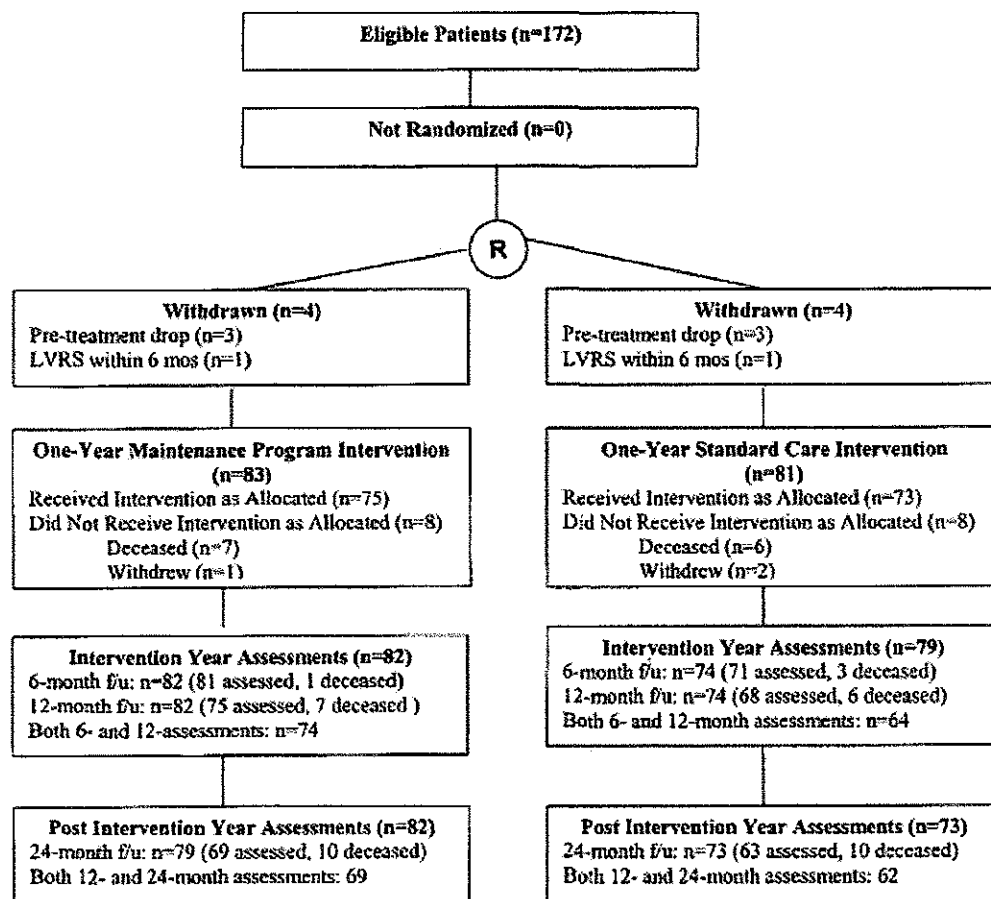 Eligible Patients (n=172)
Not Randomized (n=0)
R
Withdrawn (n=4)
Pre-treatment drop (n=3)
LVRS within 6 mos (n=1)
Withdrawn (n=4)
Pre-treatment drop (n=3)
LVRS within 6 mos (n=1)
One-Year Maintenance Program Intervention
(n=83)
Received Intervention as Allocated (n=75)
Did Not Receive Intervention as Allocated (n=8)
Deceased (n=7)
Withdrew (n=1)
One-Year Standard Care Intervention
(n=81)
Received Intervention as Allocated (n=73)
Did Not Receive Intervention as Allocated (n=8)
Deceased (n=6)
Withdrew (n=2)
Intervention Year Assessments (n=82)
6-month f/u: n=82 (81 assessed, 1 deceased)
12-month f/u: n=82 (75 assessed, 7 deceased )
Both 6- and 12-assessments: n=74
Intervention Year Assessments (n=79)
6-month f/u: n=74 (71 assessed, 3 deceased)
12-month f/u: n=74 (68 assessed, 6 deceased)
Both 6- and 12-month assessments: n=64
Post Intervention Year Assessments (n=82)
24-month f/u: n=79 (69 assessed, 10 deceased)
Both 12- and 24-month assessments: 69
Post Intervention Year Assessments (n=73)
24-month f/u: n=73 (63 assessed, 10 deceased)
Both 12- and 24-month assessments: 62